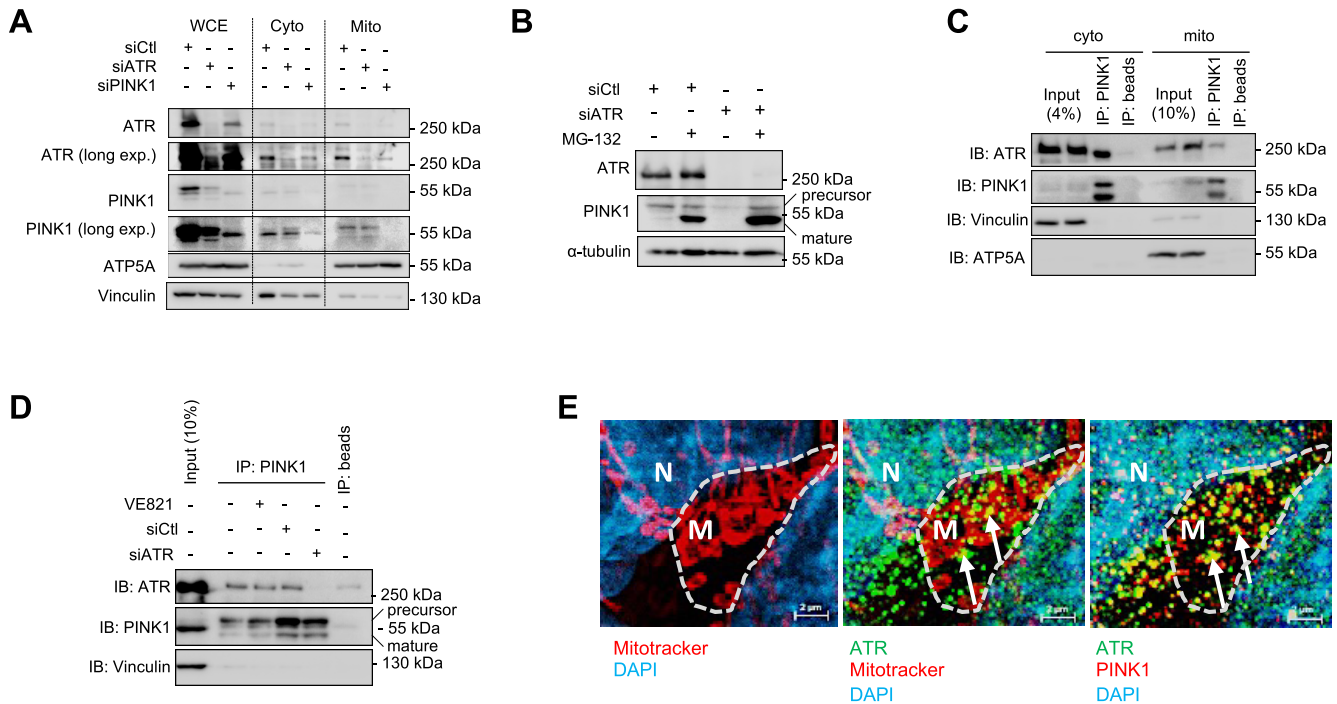 A
WCE Cyto Mito
siCtl + - - + - - + - -
siATR - + - - + - - + -
siPINK1 - - + - - + - - +
ATR 250 kDa
ATR (long exp.) 250 kDa
PINK1 55 kDa
PINK1 (long exp.) 55 kDa
ATP5A 55 kDa
Vinculin 130 kDa
B
siCtl + + - -
siATR - - + +
MG-132 - + - +
ATR 250 kDa
precursor
PINK1 55 kDa
mature
α-tubulin 55 kDa
C
cyto mito
Input (4%) IP: PINK1 IP: beads Input (10%) IP: PINK1 IP: beads
IB: ATR 250 kDa
IB: PINK1 55 kDa
IB: Vinculin 130 kDa
IB: ATP5A 55 kDa
D
Input (10%) IP: PINK1 IP: beads
VE821 - - + - - -
siCtl - - - + - -
siATR - - - - + -
IB: ATR 250 kDa
precursor
IB: PINK1 55 kDa
mature
IB: Vinculin 130 kDa
E
N N N
M M M
2 μm 2 μm μm
Mitotracker
DAPI
ATR
Mitotracker
DAPI
ATR
PINK1
DAPI